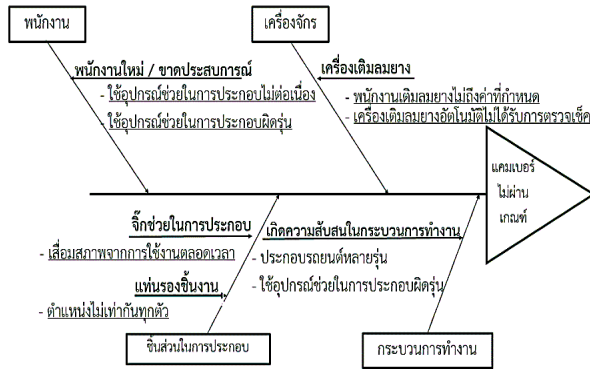 พนักงาน
เครื่องจักร
พนักงานใหม่ / ขาดประสบการณ์
- ใช้อุปกรณ์ช่วยในการประกอบไม่ต่อเนื่อง
- ใช้อุปกรณ์ช่วยในการประกอบผิดรุ่น
เครื่องเติมลมยาง
- พนักงานเติมลมยางไม่ถึงค่าที่กำหนด
- เครื่องเติมลมยางอัตโนมัติไม่ได้รับการตรวจเช็ค
แคมเบอร์
ไม่ผ่าน
เกณฑ์
จิ๊กช่วยในการประกอบ
- เสื่อมสภาพจากการใช้งานตลอดเวลา
แท่นรองชิ้นงาน
- ตำแหน่งไม่เท่ากันทุกตัว
เกิดความสับสนในกระบวนการทำงาน
- ประกอบรถยนต์หลายรุ่น
- ใช้อุปกรณ์ช่วยในการประกอบผิดรุ่น
ชิ้นส่วนในการประกอบ
กระบวนการทำงาน